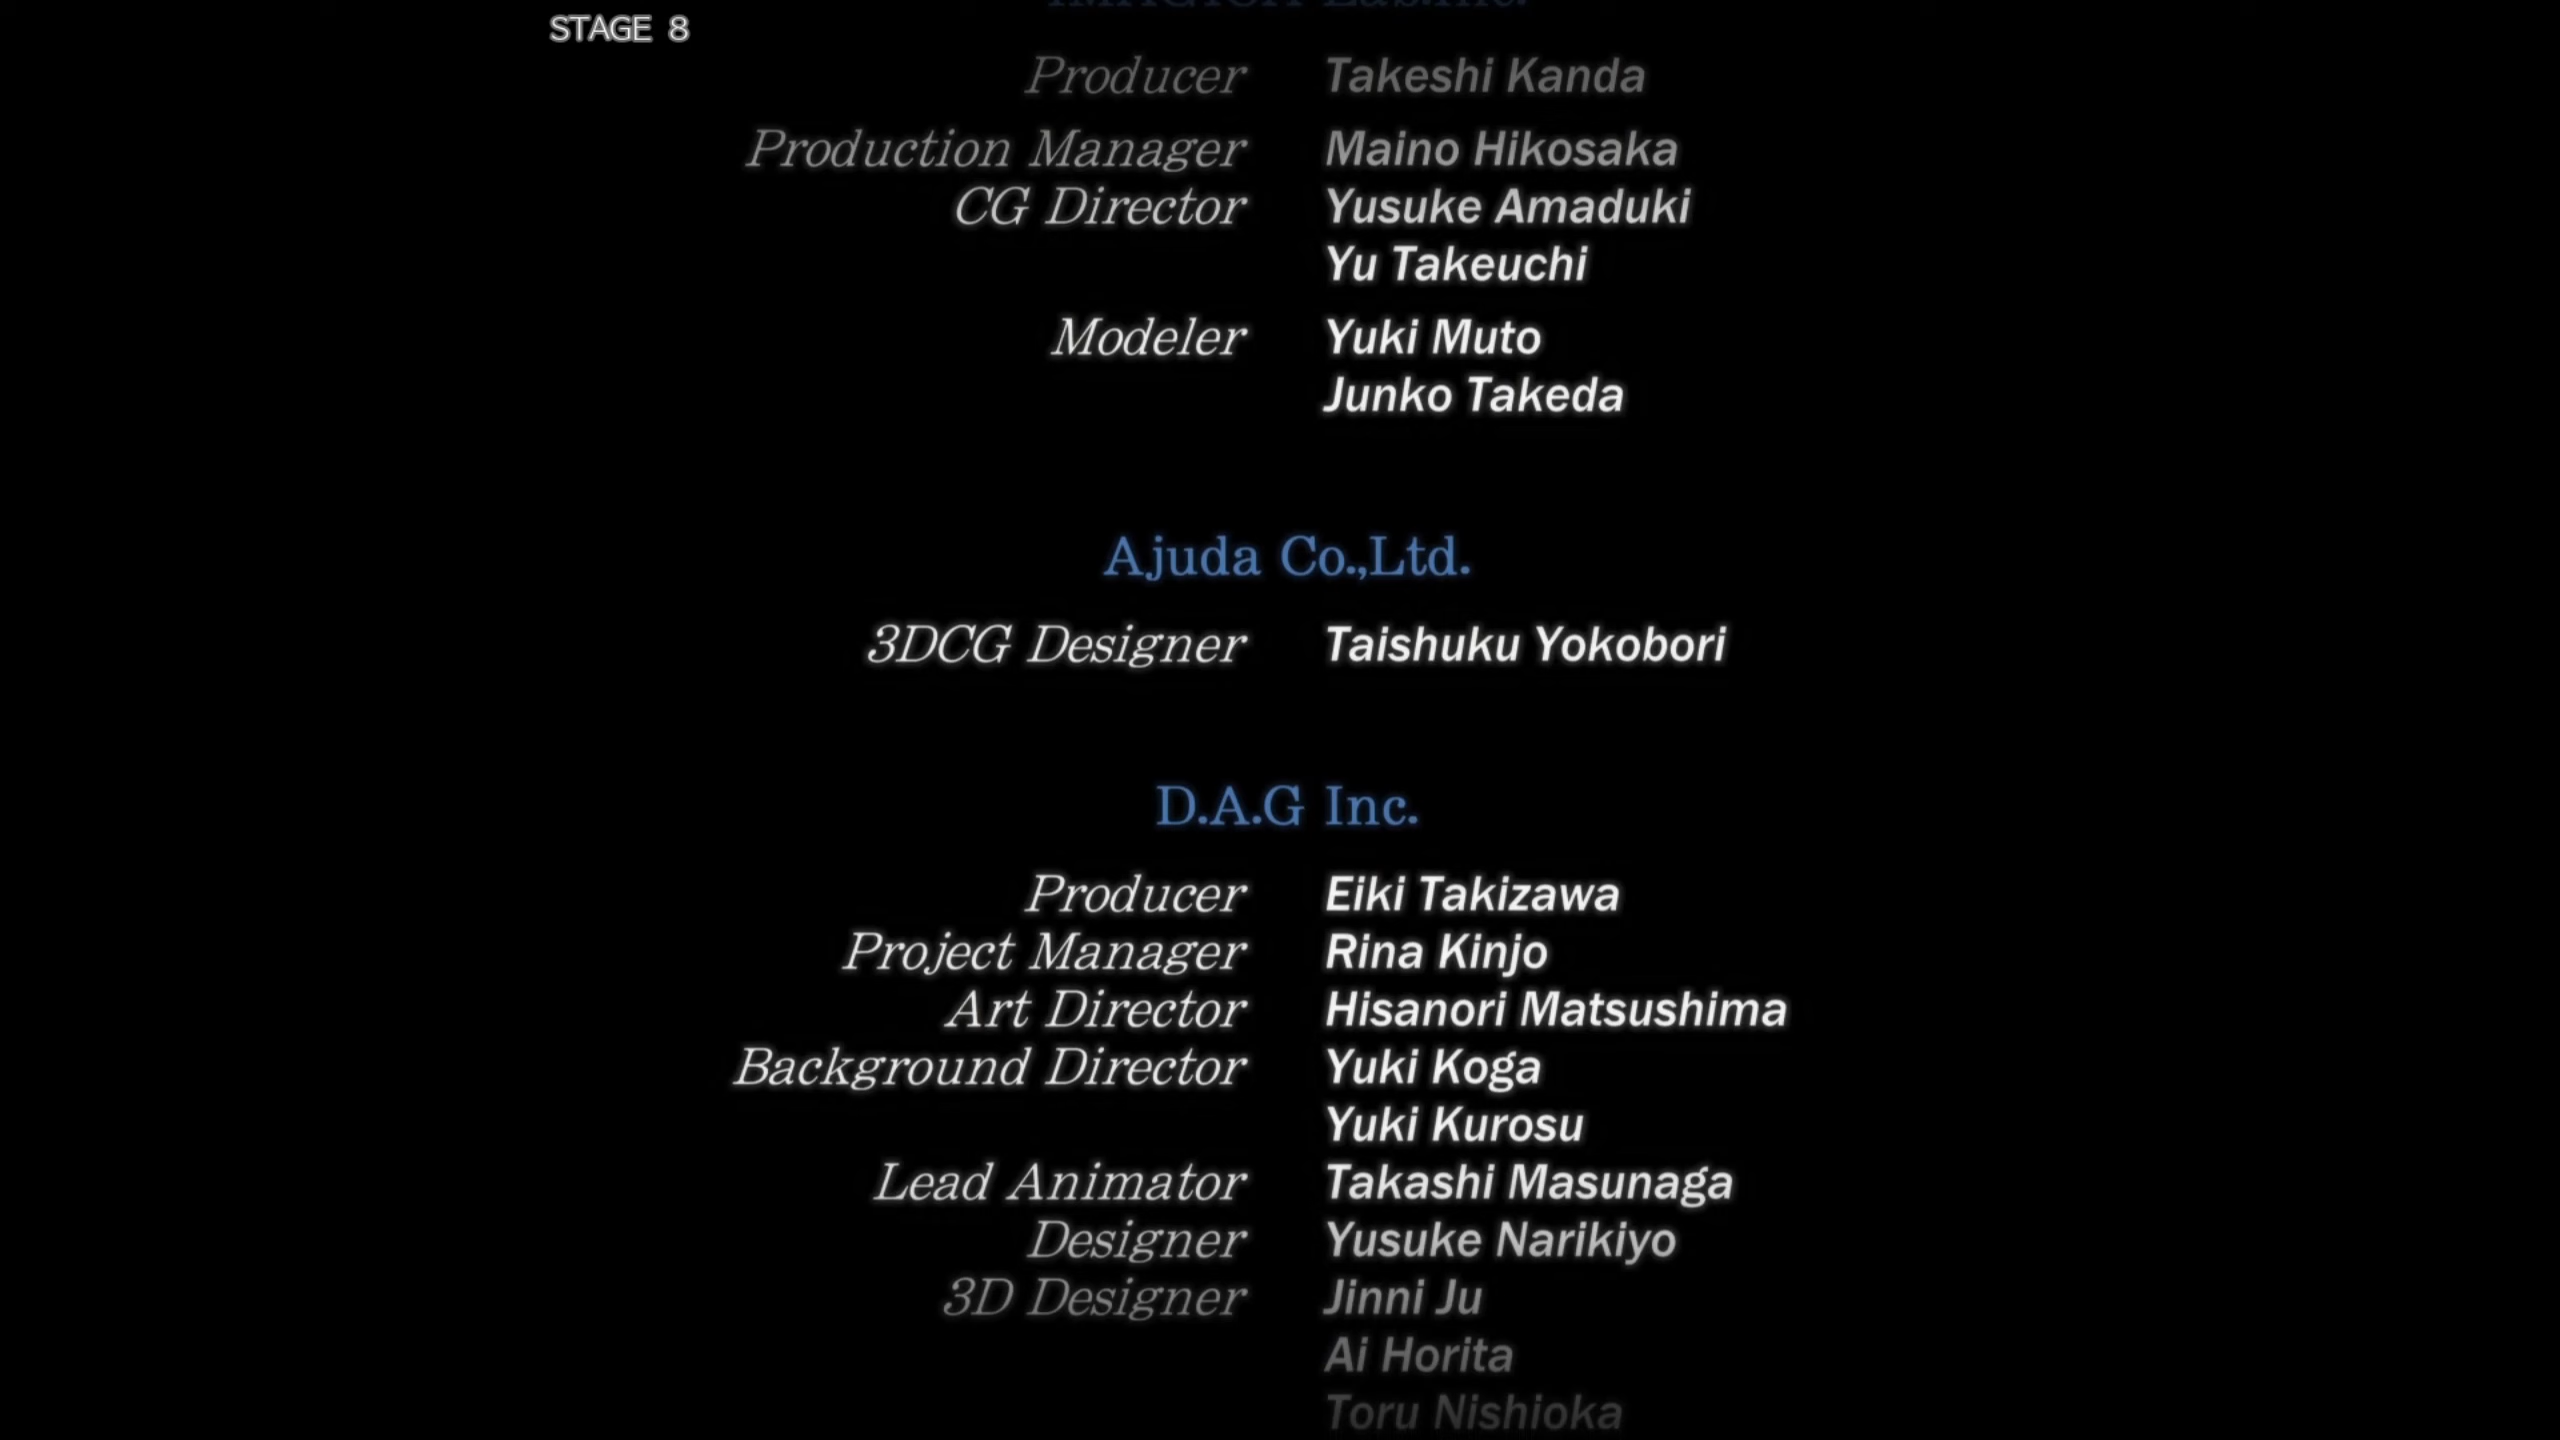 IMAGICA Lab.Inc.
STAGE 8
Producer Takeshi Kanda
Production Manager Maino Hikosaka
CG Director Yusuke Amaduki
Yu Takeuchi
Modeler Yuki Muto
Junko Takeda
Ajuda Co.,Ltd.
3DCG Designer Taishuku Yokobori
D.A.G Inc.
Producer Eiki Takizawa
Project Manager Rina Kinjo
Art Director Hisanori Matsushima
Background Director Yuki Koga
Yuki Kurosu
Lead Animator Takashi Masunaga
Designer Yusuke Narikiyo
3D Designer Jinni Ju
Ai Horita
Toru Nishioka